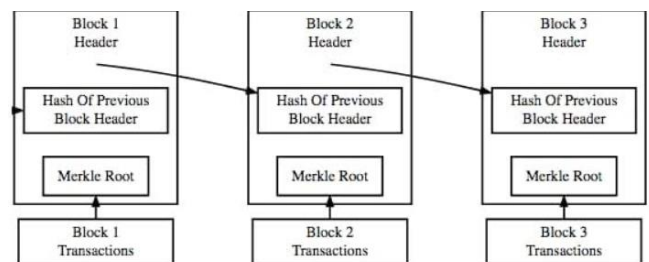 Block 1
Header
Block 2
Header
Block 3
Header
Hash Of Previous
Block Header
Hash Of Previous
Block Header
Hash Of Previous
Block Header
Merkle Root
Merkle Root
Merkle Root
Block 1
Transactions
Block 2
Transactions
Block 3
Transactions